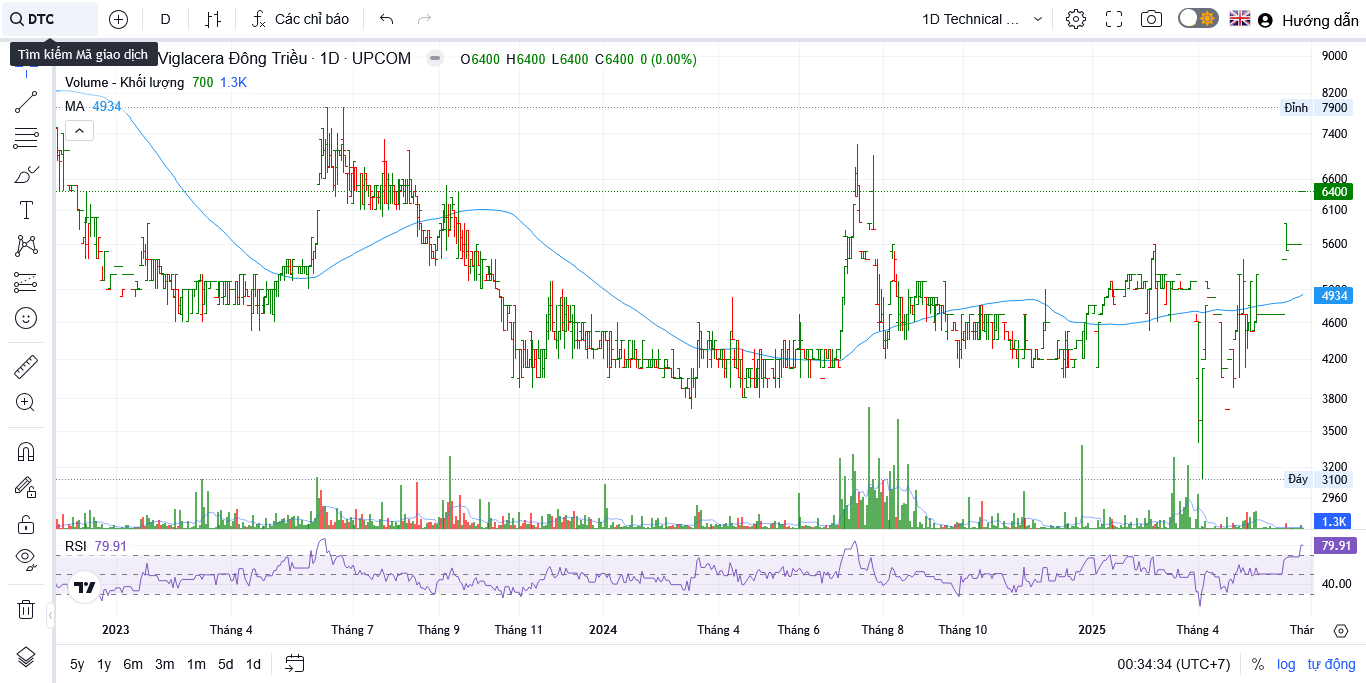 DTC
D
Các chỉ báo
1D Technical ...
Hướng dẫn
Tìm kiếm Mã giao dịch
Viglacera Đông Triều · 1D · UPCOM
O6400 H6400 L6400 C6400 0 (0.00%)
Volume - Khối lượng 700 1.3K
MA 4934
9000
8200
Đỉnh 7900
7400
6600
6400
6100
5600
4934
4600
4200
3800
3500
3200
Đáy 3100
2960
1.3K
RSI 79.91
79.91
40.00
2023 Tháng 4 Tháng 7 Tháng 9 Tháng 11 2024 Tháng 4 Tháng 6 Tháng 8 Tháng 10 2025 Tháng 4 Thár
5y 1y 6m 3m 1m 5d 1d
00:34:34 (UTC+7) % log tự động